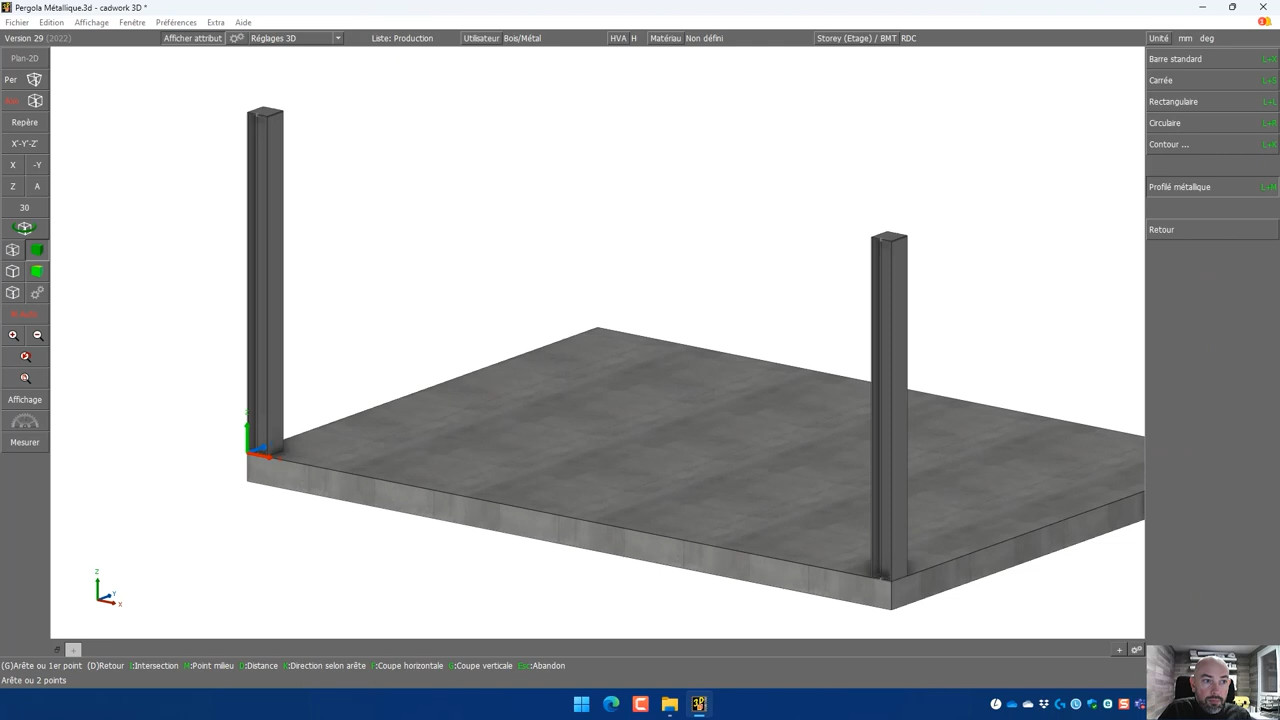 Pergola Métallique.3d - cadwork 3D *
Fichier Edition Affichage Fenêtre Préférences Extra Aide
Version 29 (2022) Afficher attribut Réglages 3D Liste: Production Utilisateur Bois/Métal HVA H Matériau Non défini Storey (Etage) / BMT RDC Unité mm deg
Plan-2D
Per
Repère
X'-Y'-Z'
X -Y
Z A
30
Affichage
Mesurer
Barre standard L+X
Carrée L+S
Rectangulaire L+L
Circulaire L+R
Contour ... L+K
Profilé métallique L+M
Retour
Z
Y
X
(G)Arête ou 1er point (D)Retour I:Intersection M:Point milieu D:Distance K:Direction selon arête F:Coupe horizontale G:Coupe verticale Esc:Abandon
Arête ou 2 points